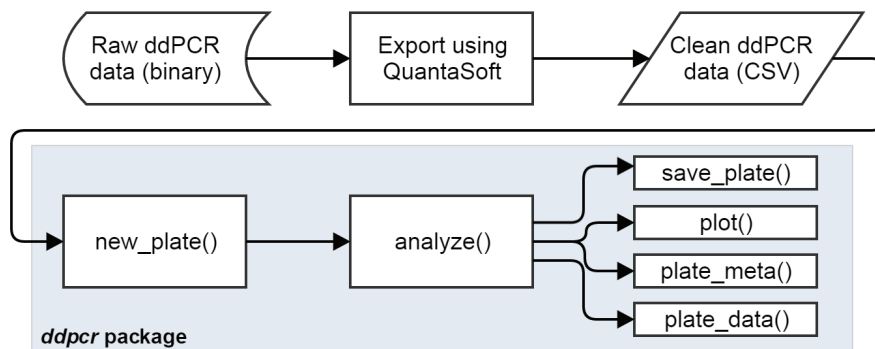 Raw ddPCR
data (binary)
Export using
QuantaSoft
Clean ddPCR
data (CSV)
new_plate()
analyze()
save_plate()
plot()
plate_meta()
plate_data()
ddpcr package